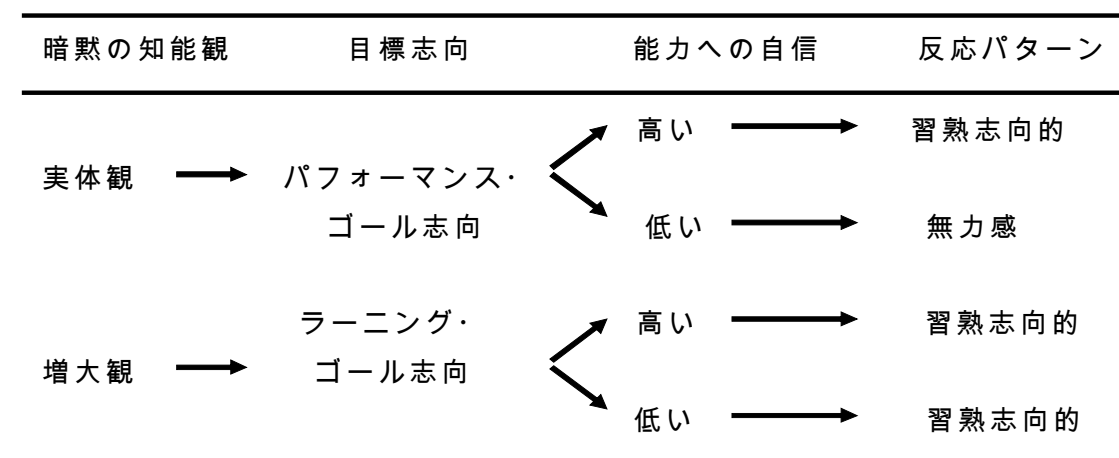 暗黙の知能観 目標志向 能力への自信 反応パターン
高い 習熟志向的
実体観 パフォーマンス・
ゴール志向 低い 無力感
ラーニング・ 高い 習熟志向的
増大観 ゴール志向
低い 習熟志向的